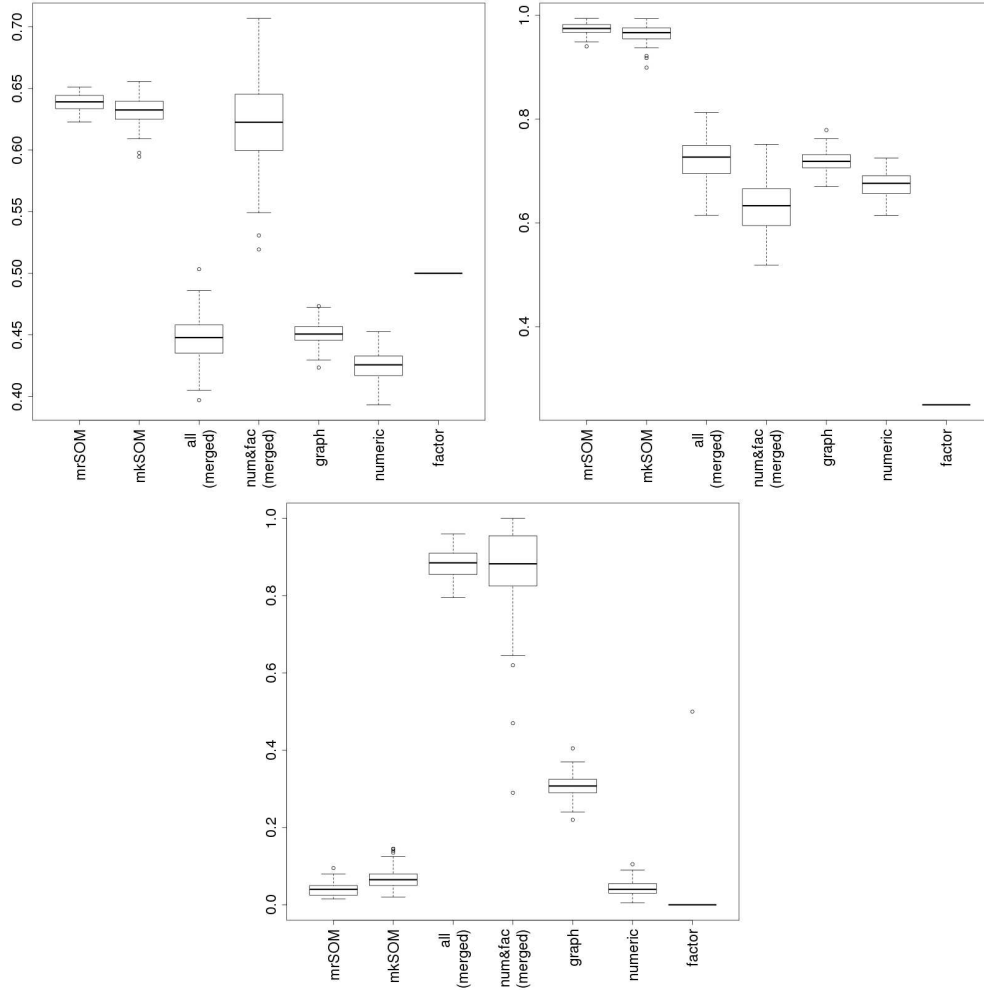 0.70
0.65
0.60
0.55
0.50
0.45
0.40
mrSOM
mkSOM
all
(merged)
num&fac
(merged)
graph
numeric
factor
1.0
0.8
0.6
0.4
mrSOM
mkSOM
all
(merged)
num&fac
(merged)
graph
numeric
factor
1.0
0.8
0.6
0.4
0.2
0.0
mrSOM
mkSOM
all
(merged)
num&fac
(merged)
graph
numeric
factor